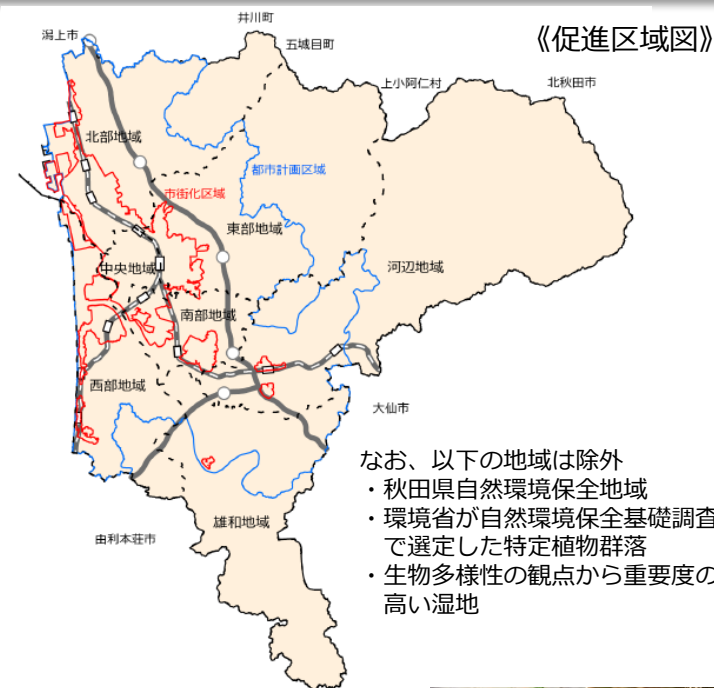 《促進区域図》
井川町
潟上市
五城目町
上小阿仁村
北秋田市
北部地域
都市計画区域
市街化区域
東部地域
中央地域
河辺地域
南部地域
西部地域
大仙市
なお、以下の地域は除外
・秋田県自然環境保全地域
・環境省が自然環境保全基礎調査
で選定した特定植物群落
・生物多様性の観点から重要度の
高い湿地
雄和地域
由利本荘市